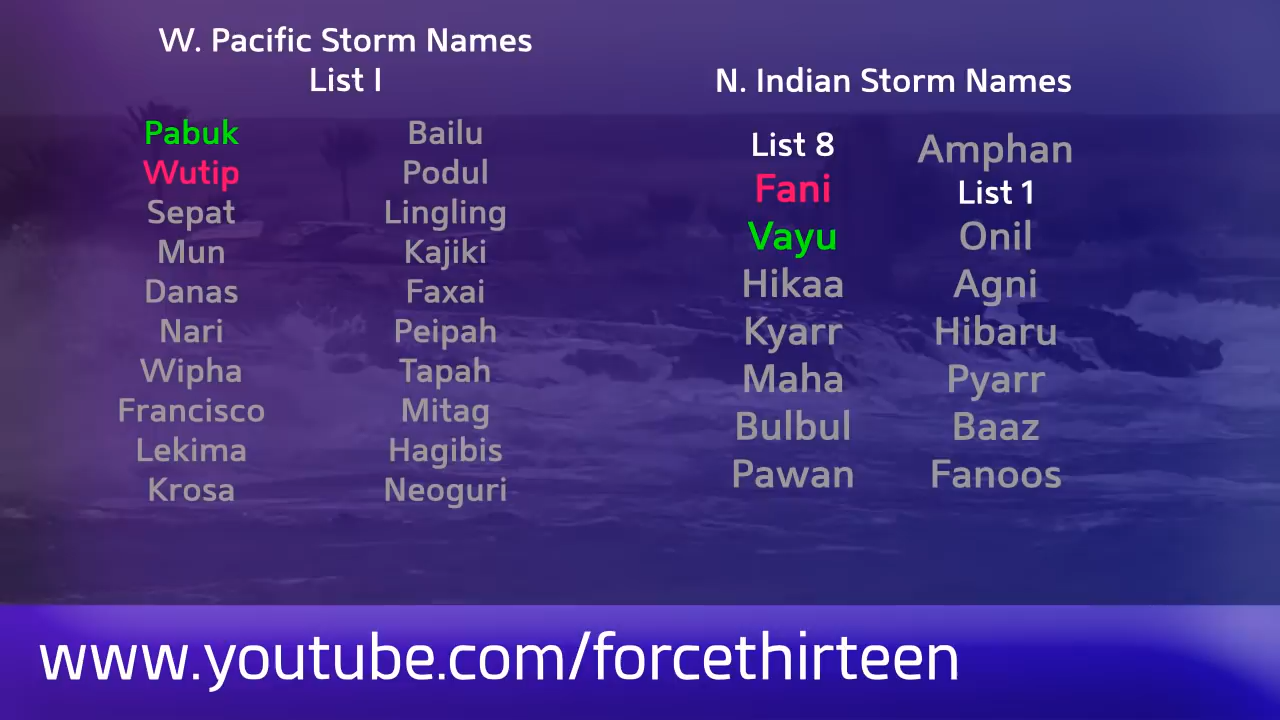 W. Pacific Storm Names
List I
Pabuk
Wutip
Sepat
Mun
Danas
Nari
Wipha
Francisco
Lekima
Krosa
Bailu
Podul
Lingling
Kajiki
Faxai
Peipah
Tapah
Mitag
Hagibis
Neoguri
N. Indian Storm Names
List 8
Fani
Vayu
Hikaa
Kyarr
Maha
Bulbul
Pawan
Amphan
List 1
Onil
Agni
Hibaru
Pyarr
Baaz
Fanoos
www.youtube.com/forcethirteen